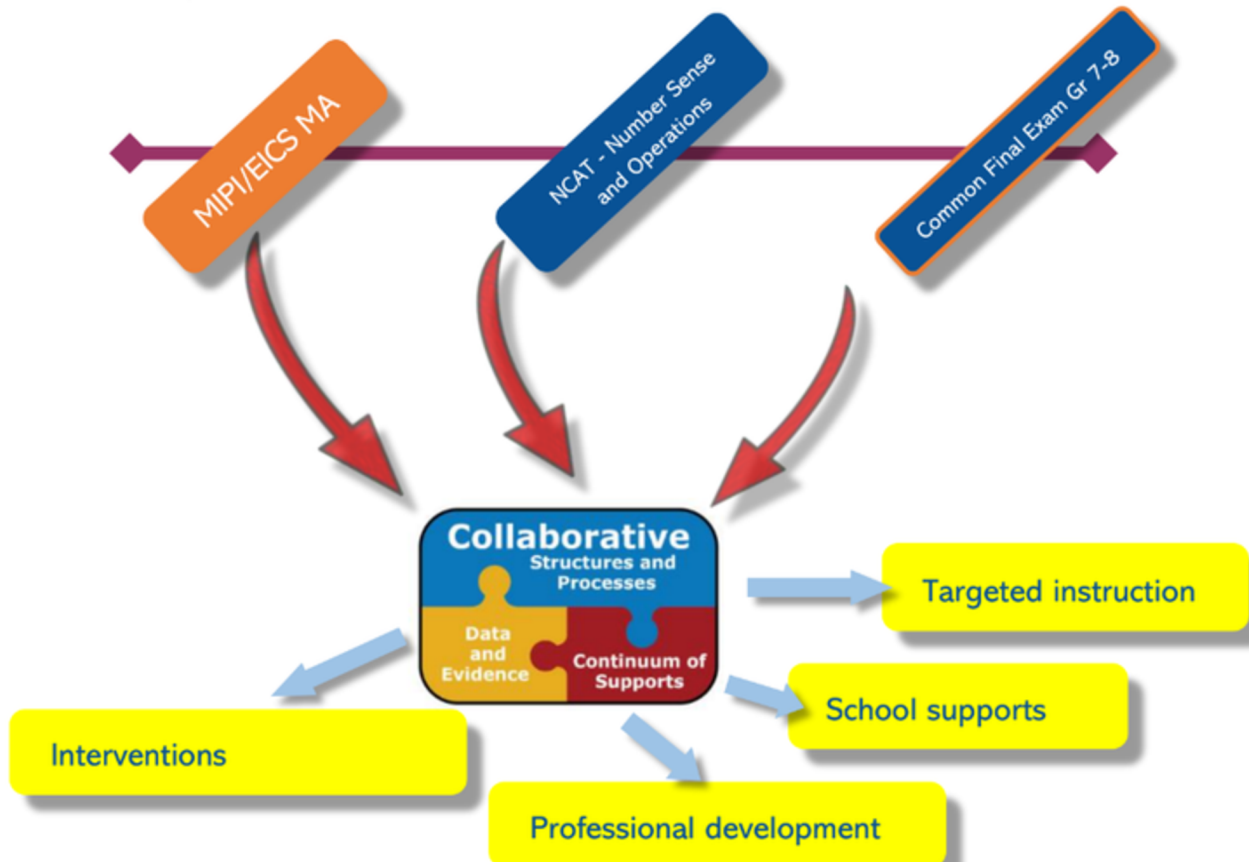 MIPI/EICS MA
NCAT - Number Sense
and Operations
Common Final Exam Gr 7-8
Collaborative
Structures and
Processes
Data
and
Evidence
Continuum of
Supports
Targeted instruction
School supports
Interventions
Professional development